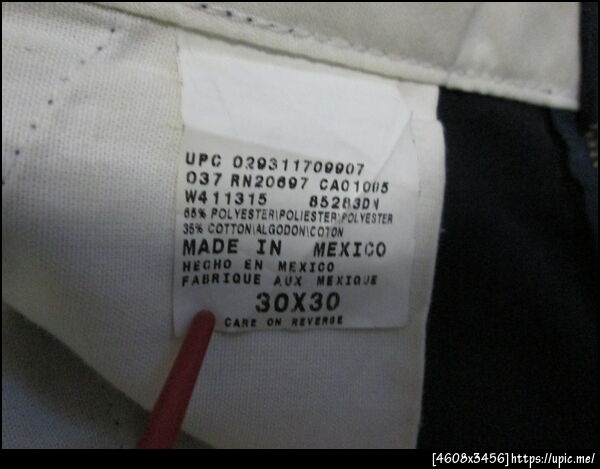 UPC 029311709907
037 RN20697 CA01005
W411315 85283DN
65% POLYESTER\POLIESTER\POLYESTER
35% COTTON\ALGODON\COTON
MADE IN MEXICO
HECHO EN MEXICO
FABRIQUE AUX MEXIQUE
30X30
CARE ON REVERSE
[4608x3456]https://upic.me/